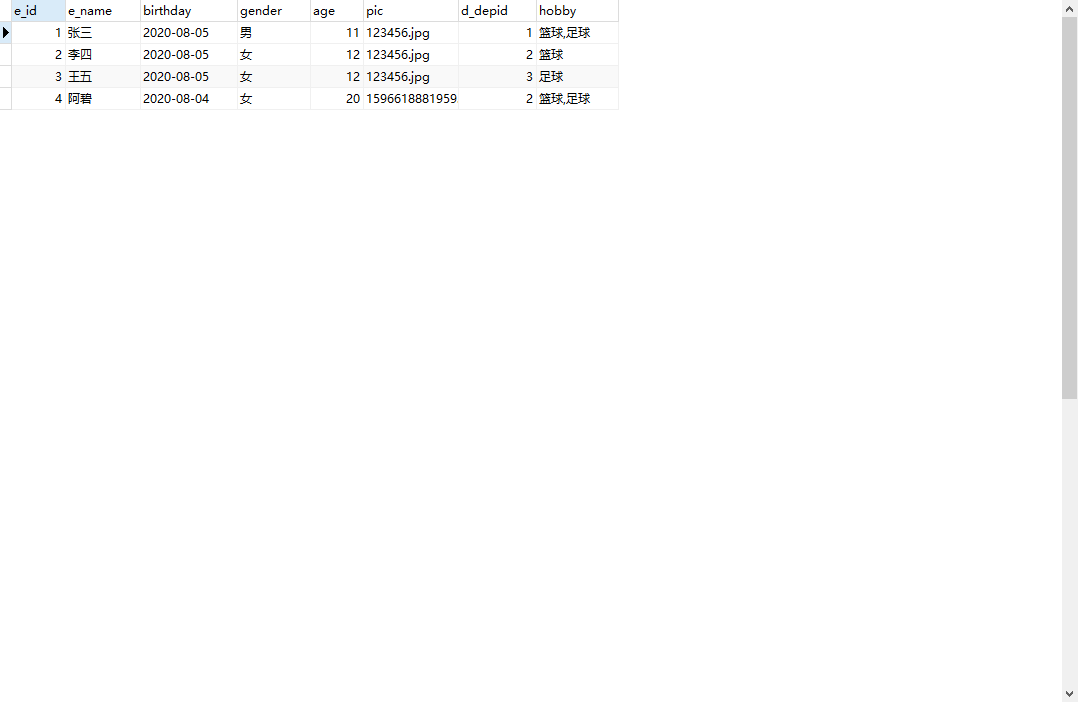 e_id e_name birthday gender age pic d_depid hobby
1 张三 2020-08-05 男 11 123456.jpg 1 篮球,足球
2 李四 2020-08-05 女 12 123456.jpg 2 篮球
3 王五 2020-08-05 女 12 123456.jpg 3 足球
4 阿碧 2020-08-04 女 20 1596618881959 2 篮球,足球